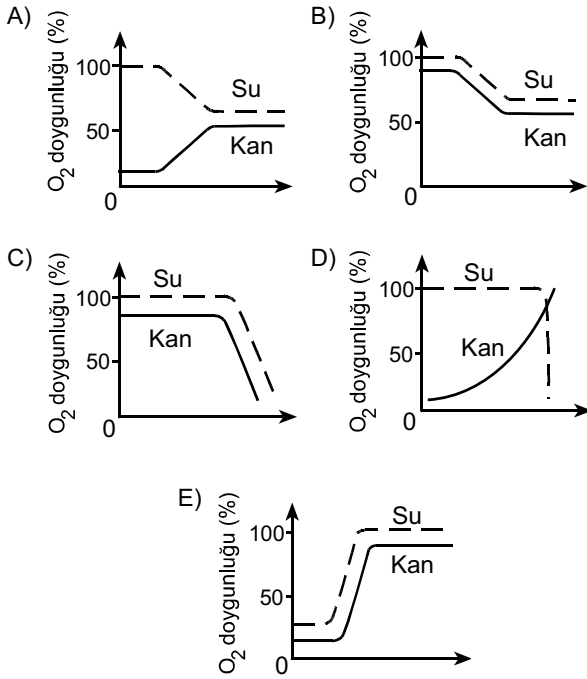 A)
O2 doygunluğu (%)
100
50
0
Su
Kan
B)
O2 doygunluğu (%)
100
50
0
Su
Kan
C)
O2 doygunluğu (%)
100
50
0
Su
Kan
D)
O2 doygunluğu (%)
100
50
0
Su
Kan
E)
O2 doygunluğu (%)
100
50
0
Su
Kan